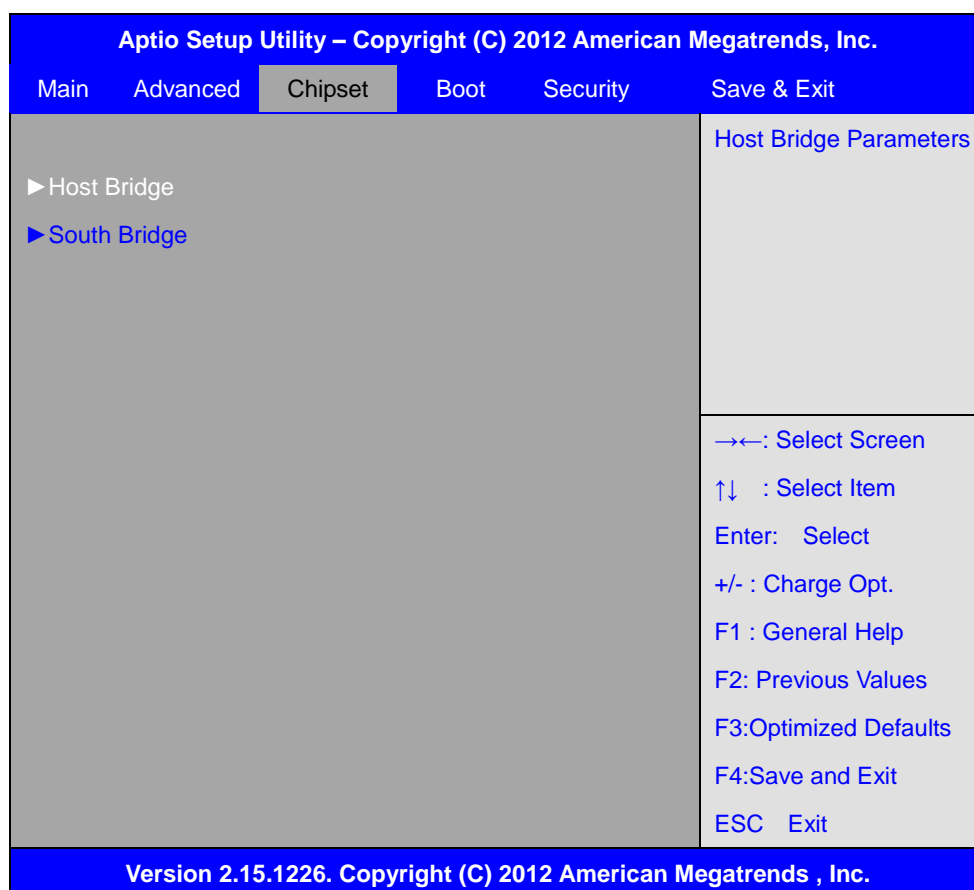 Aptio Setup Utility – Copyright (C) 2012 American Megatrends, Inc.
Main Advanced Chipset Boot Security Save & Exit
►Host Bridge
►South Bridge
Host Bridge Parameters
→←: Select Screen
↑↓ : Select Item
Enter: Select
+/- : Charge Opt.
F1 : General Help
F2: Previous Values
F3:Optimized Defaults
F4:Save and Exit
ESC Exit
Version 2.15.1226. Copyright (C) 2012 American Megatrends , Inc.